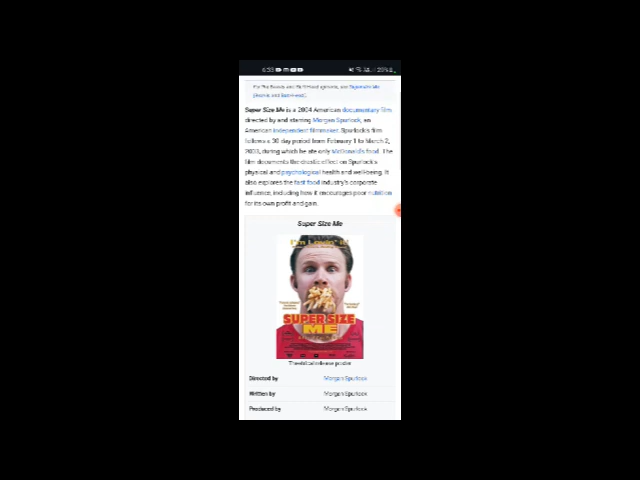 Super Size Me is a 2004 American documentary film
directed by and starring Morgan Spurlock, an
American independent filmmaker. Spurlock's film
follows a 30 day period from February 1 to March 2,
2003, during which he ate only McDonald's food. The
film documents the drastic effect on Spurlock's
physical and psychological health and well-being. It
also explores the fast food industry's corporate
influence, including how it encourages poor nutrition
for its own profit and gain.
Super Size Me
I'm Lovin' It!
SUPER SIZE
ME
Theatrical release poster
Directed by Morgan Spurlock
Written by Morgan Spurlock
Produced by Morgan Spurlock